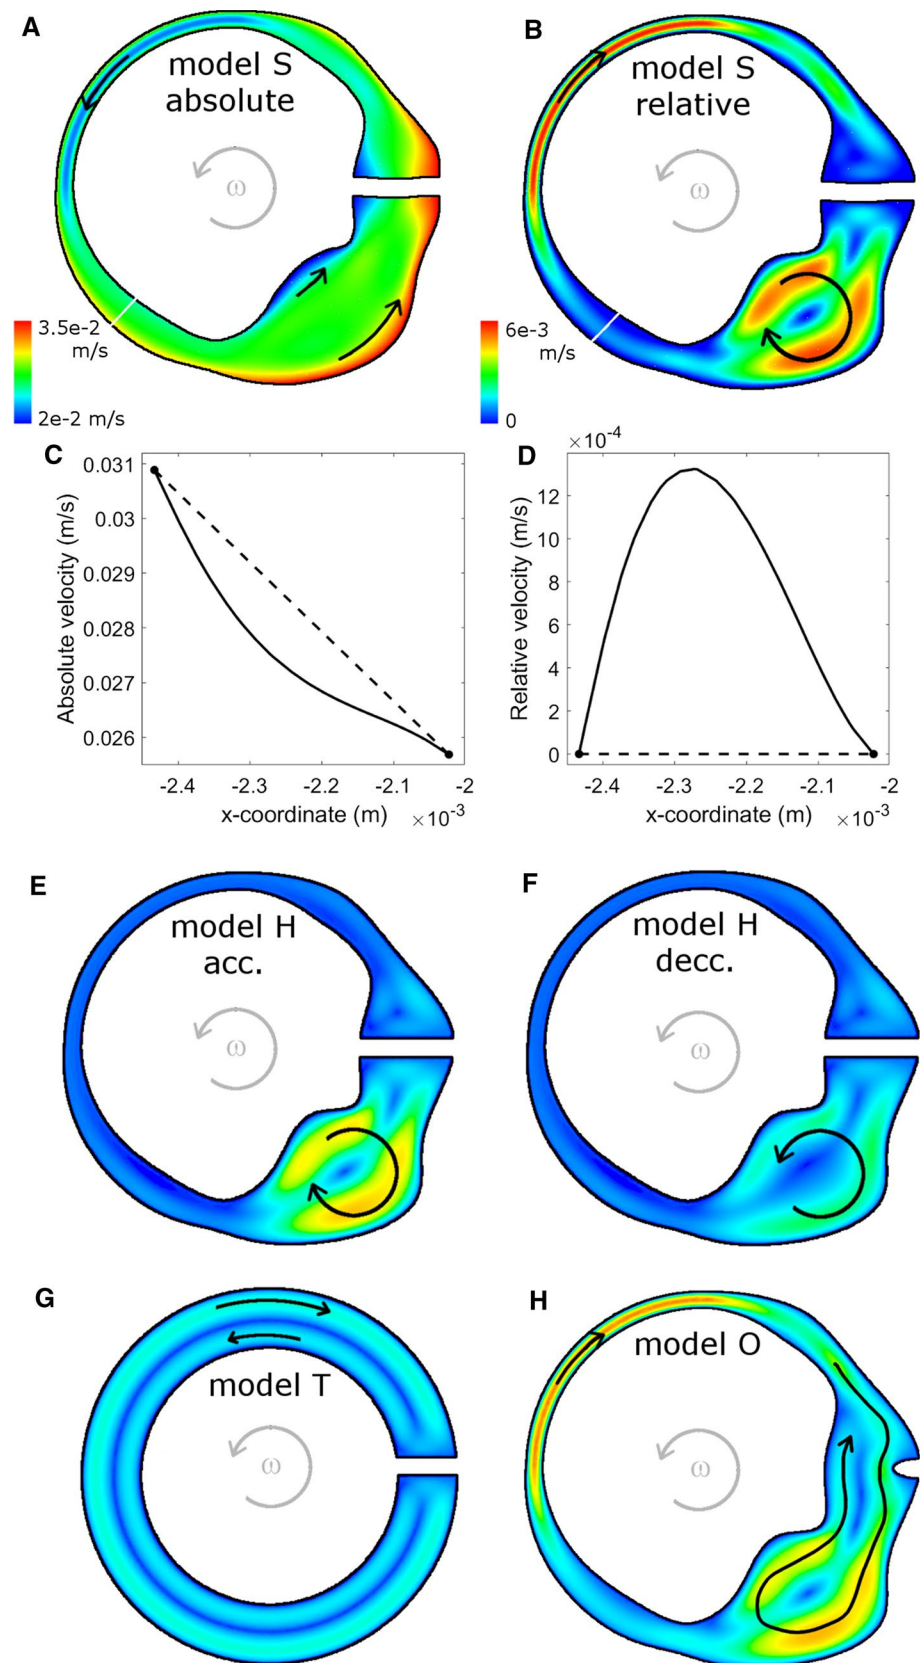 A
model S
absolute
ω
3.5e-2
m/s
2e-2 m/s
B
model S
relative
ω
6e-3
m/s
0
C
Absolute velocity (m/s)
0.031
0.03
0.029
0.028
0.027
0.026
-2.4 -2.3 -2.2 -2.1 -2
x-coordinate (m) ×10⁻³
D
×10⁻⁴
Relative velocity (m/s)
12
10
8
6
4
2
0
-2.4 -2.3 -2.2 -2.1 -2
x-coordinate (m) ×10⁻³
E
model H
acc.
ω
F
model H
decc.
ω
G
model T
ω
H
model O
ω